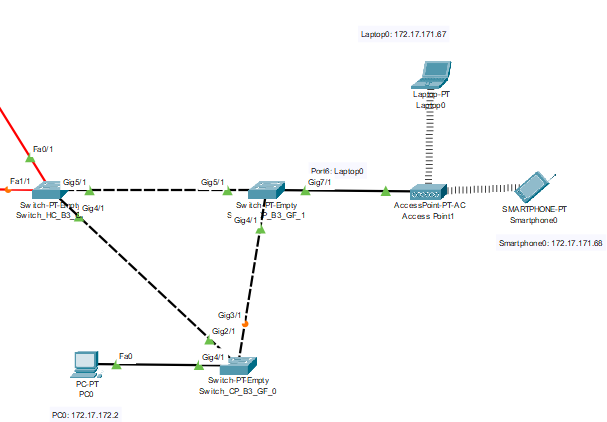 Laptop0: 172.17.171.67
Laptop-PT
Laptop0
Fa0/1
Fa1/1
Gig5/1
Gig5/1
Port6: Laptop0
Gig7/1
Switch-PT-Empty
Switch_HC_B3_
Gig4/1
Switch-PT-Empty
P_B3_GF_1
Gig4/1
AccessPoint-PT-AC
Access Point1
SMARTPHONE-PT
Smartphone0
Smartphone0: 172.17.171.68
Gig3/1
Gig2/1
Fa0
Gig4/1
PC-PT
PC0
Switch-PT-Empty
Switch_CP_B3_GF_0
PC0: 172.17.172.2